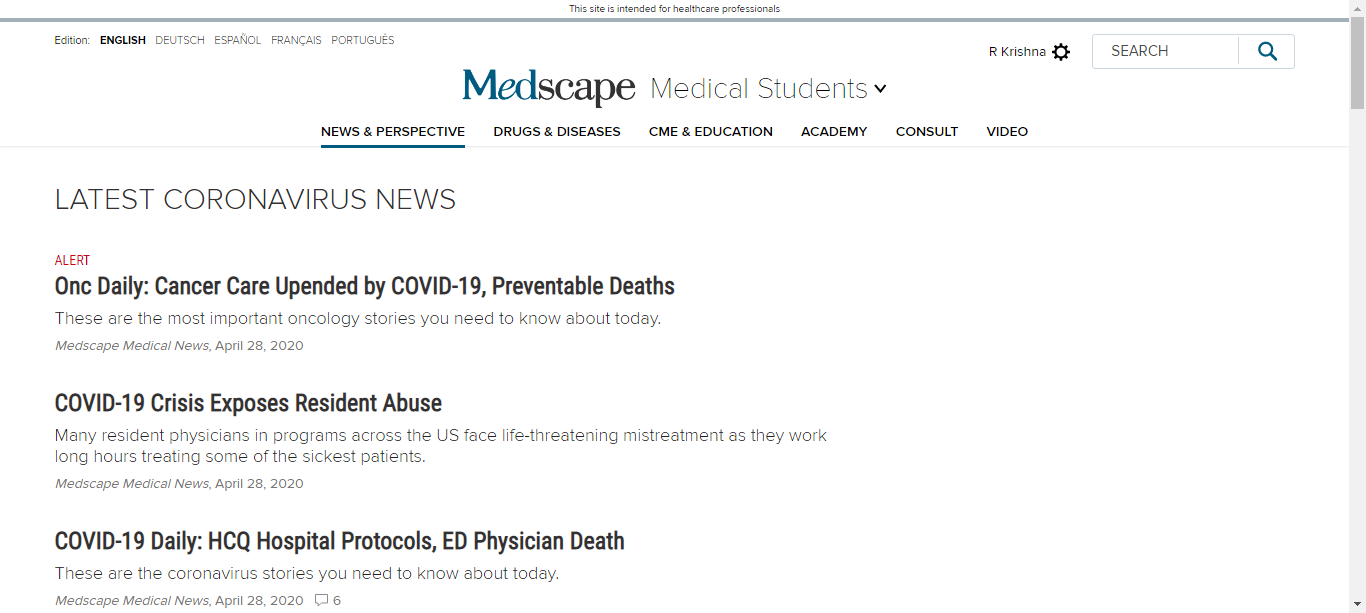 This site is intended for healthcare professionals
Edition: ENGLISH DEUTSCH ESPAÑOL FRANÇAIS PORTUGUÊS
R Krishna
SEARCH
Medscape Medical Students
NEWS & PERSPECTIVE DRUGS & DISEASES CME & EDUCATION ACADEMY CONSULT VIDEO
LATEST CORONAVIRUS NEWS
ALERT
Onc Daily: Cancer Care Upended by COVID-19, Preventable Deaths
These are the most important oncology stories you need to know about today.
Medscape Medical News, April 28, 2020
COVID-19 Crisis Exposes Resident Abuse
Many resident physicians in programs across the US face life-threatening mistreatment as they work
long hours treating some of the sickest patients.
Medscape Medical News, April 28, 2020
COVID-19 Daily: HCQ Hospital Protocols, ED Physician Death
These are the coronavirus stories you need to know about today.
Medscape Medical News, April 28, 2020 6